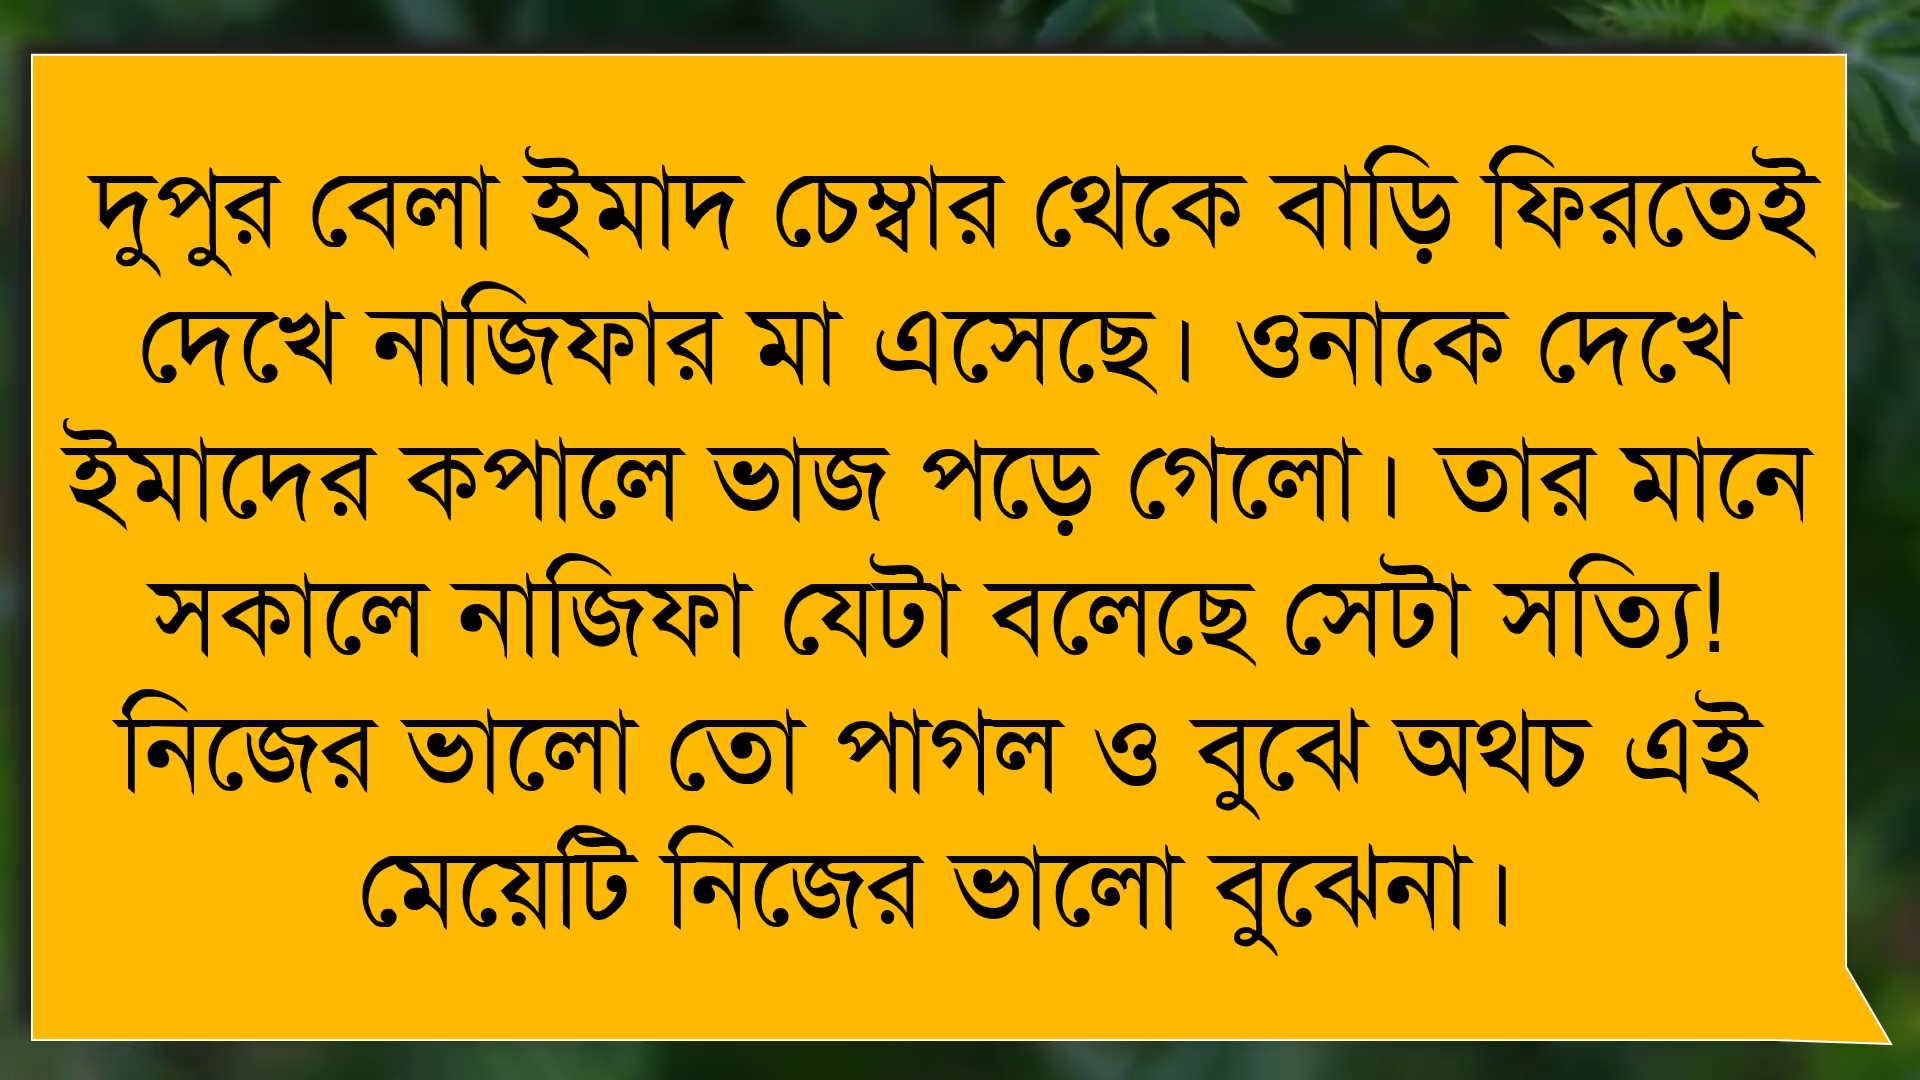 দুপুর বেলা ইমাদ চেম্বার থেকে বাড়ি ফিরতেই
দেখে নাজিফার মা এসেছে। ওনাকে দেখে
ইমাদের কপালে ভাজ পড়ে গেলো। তার মানে
সকালে নাজিফা যেটা বলেছে সেটা সত্যি!
নিজের ভালো তো পাগল ও বুঝে অথচ এই
মেয়েটি নিজের ভালো বুঝেনা।